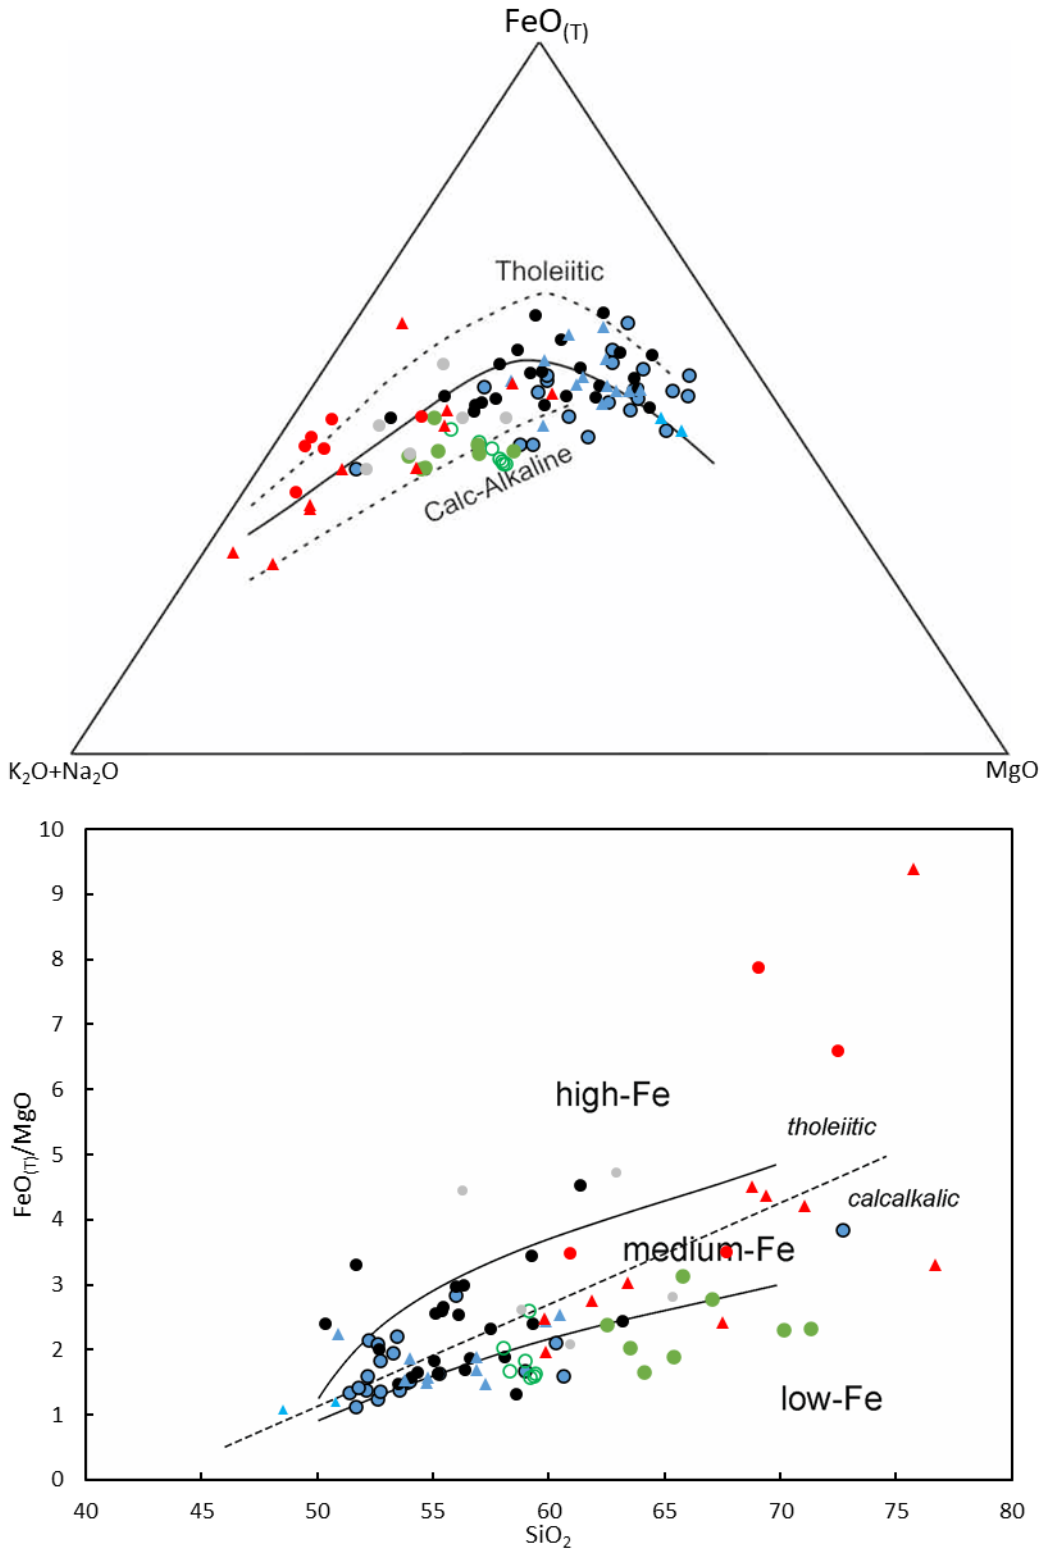 FeO(T)
Tholeiitic
Calc-Alkaline
K₂O+Na₂O
MgO
10
9
8
7
6
5
4
3
2
1
0
FeO(T)/MgO
high-Fe
tholeiitic
calcalkalic
medium-Fe
low-Fe
40
45
50
55
60
65
70
75
80
SiO₂